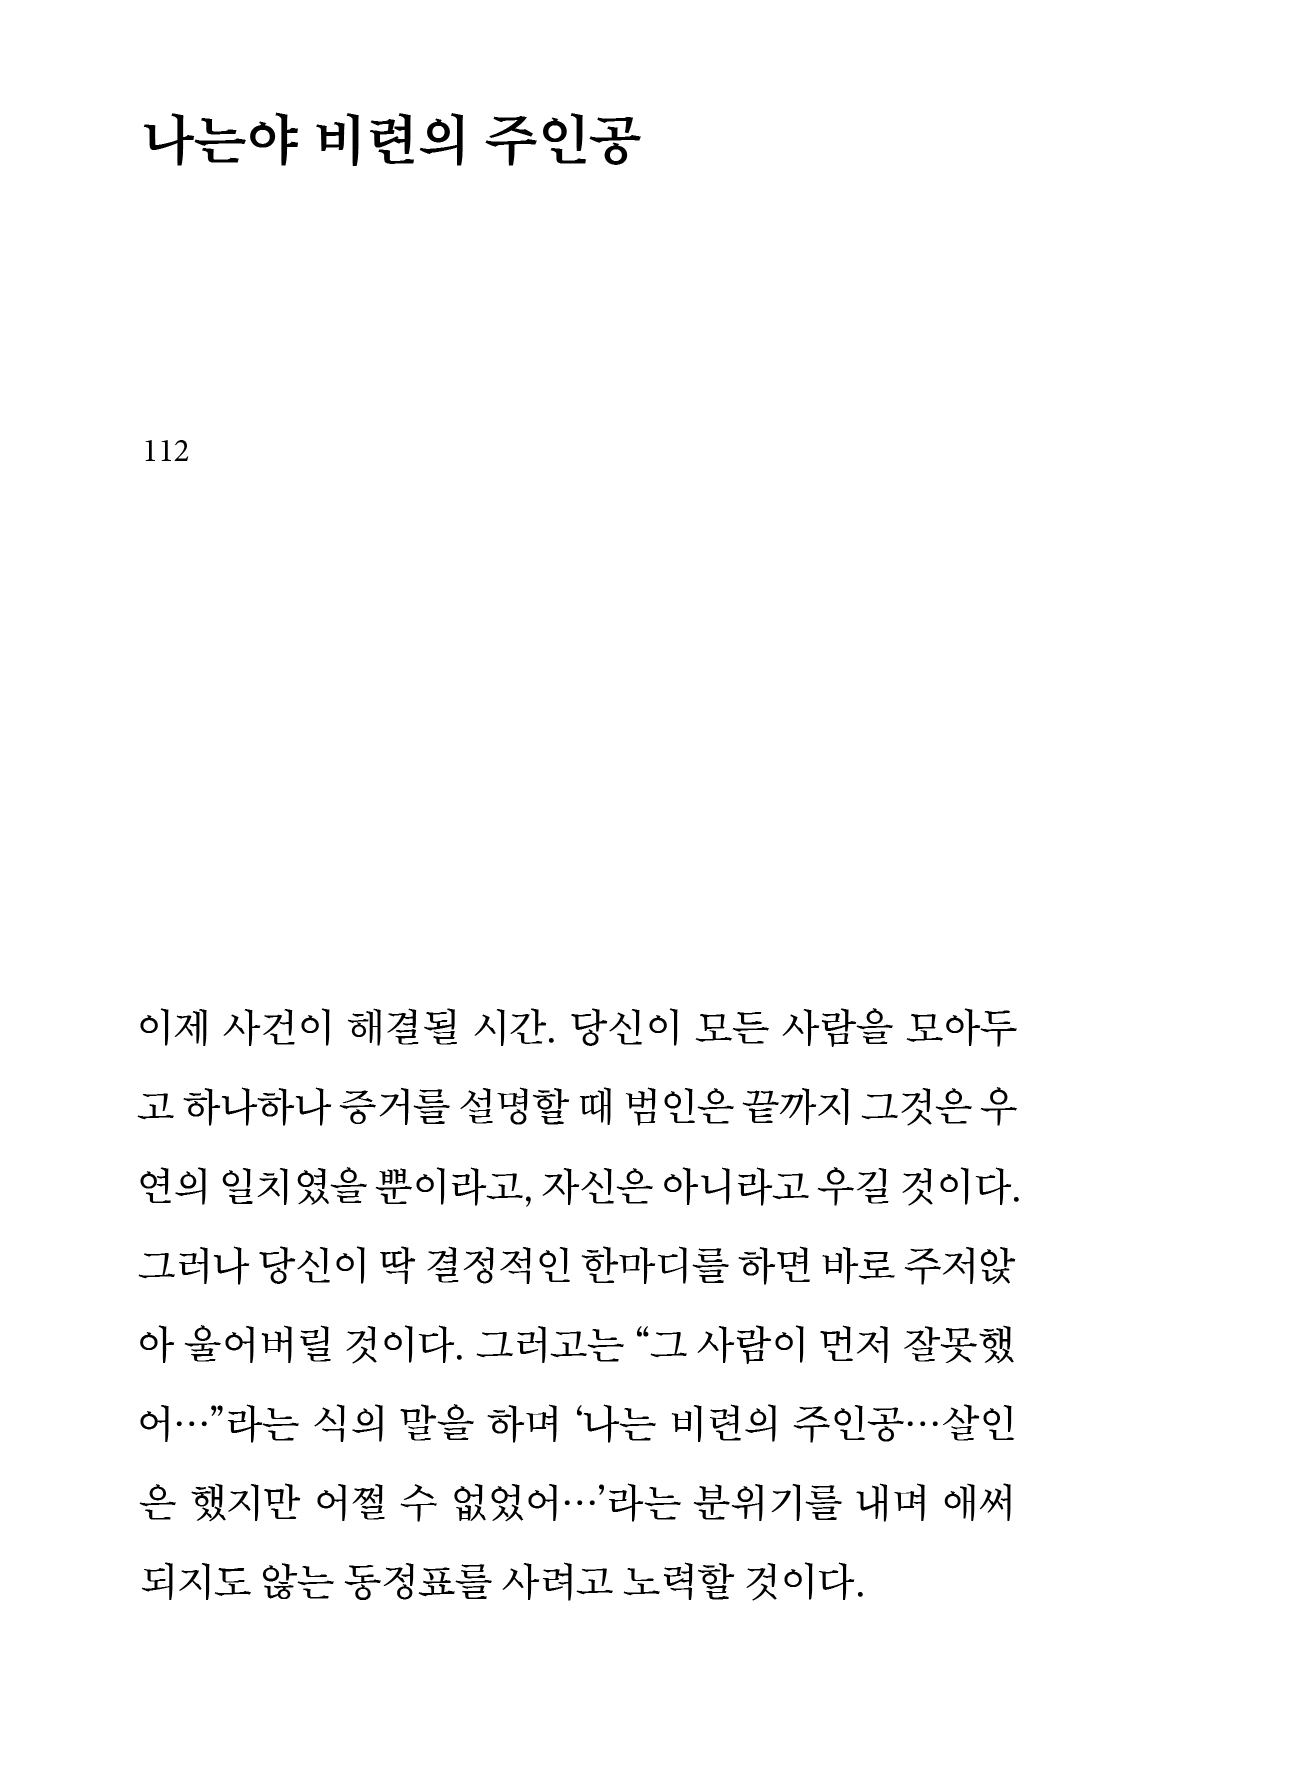 나는야 비련의 주인공
112
이제 사건이 해결될 시간. 당신이 모든 사람을 모아두
고 하나하나 증거를 설명할 때 범인은 끝까지 그것은 우
연의 일치였을 뿐이라고, 자신은 아니라고 우길 것이다.
그러나 당신이 딱 결정적인 한마디를 하면 바로 주저앉
아 울어버릴 것이다. 그러고는 “그 사람이 먼저 잘못했
어…”라는 식의 말을 하며 ‘나는 비련의 주인공…살인
은 했지만 어쩔 수 없었어…’라는 분위기를 내며 애써
되지도 않는 동정표를 사려고 노력할 것이다.